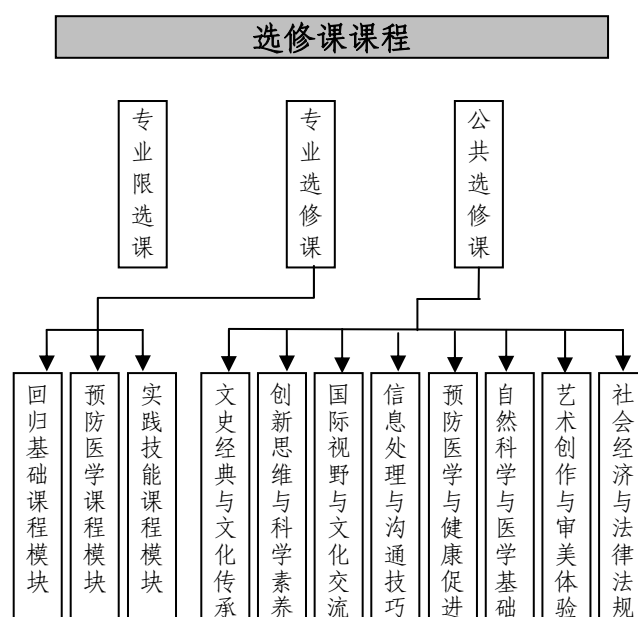 选修课课程
专业限选课
专业选修课
公共选修课
回归基础课程模块
预防医学课程模块
实践技能课程模块
文史经典与文化传承
创新思维与科学素养
国际视野与文化交流
信息处理与沟通技巧
预防医学与健康促进
自然科学与医学基础
艺术创作与审美体验
社会经济与法律法规